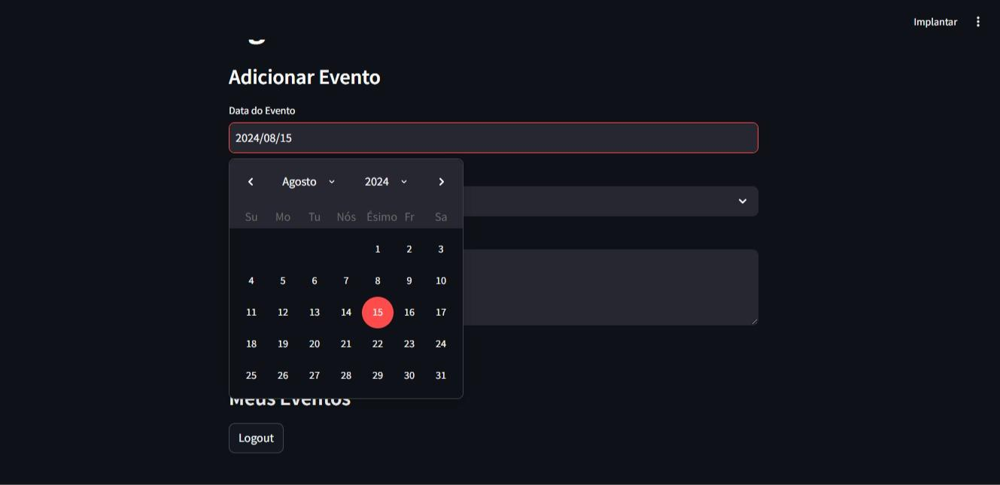 Implantar
Adicionar Evento
Data do Evento
2024/08/15
Agosto 2024
Su Mo Tu Nós Ésimo Fr Sa
1 2 3
4 5 6 7 8 9 10
11 12 13 14 15 16 17
18 19 20 21 22 23 24
25 26 27 28 29 30 31
Meus Eventos
Logout